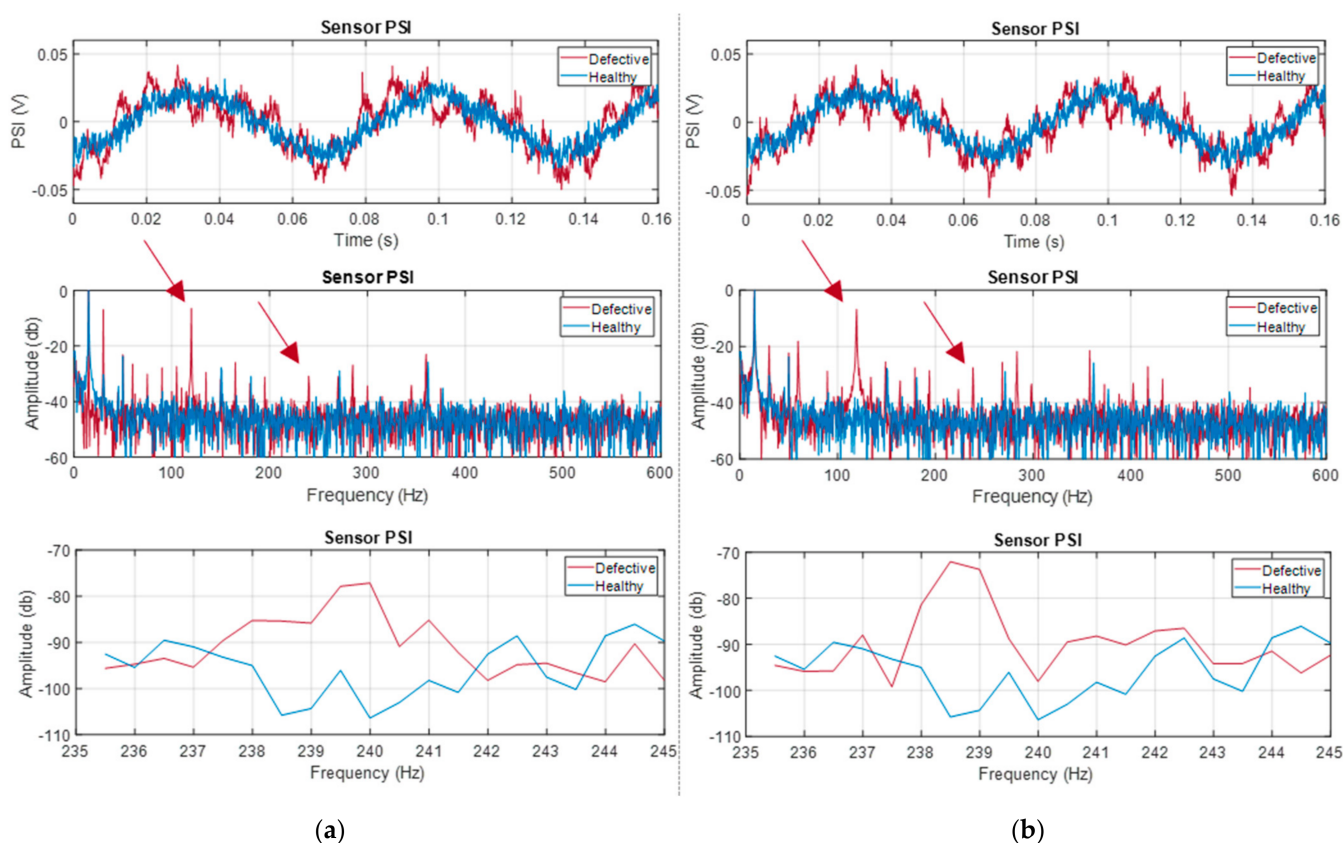 Sensor PSI
Defective
Healthy
0.05
0
-0.05
PSI (V)
0 0.02 0.04 0.06 0.08 0.1 0.12 0.14 0.16
Time (s)
Sensor PSI
Defective
Healthy
0
-20
-40
-60
Amplitude (db)
0 100 200 300 400 500 600
Frequency (Hz)
Sensor PSI
Defective
Healthy
-70
-80
-90
-100
-110
Amplitude (db)
235 236 237 238 239 240 241 242 243 244 245
Frequency (Hz)
(a)
Sensor PSI
Defective
Healthy
0.05
0
-0.05
PSI (V)
0 0.02 0.04 0.06 0.08 0.1 0.12 0.14 0.16
Time (s)
Sensor PSI
Defective
Healthy
0
-20
-40
-60
Amplitude (db)
0 100 200 300 400 500 600
Frequency (Hz)
Sensor PSI
Defective
Healthy
-70
-80
-90
-100
-110
Amplitude (db)
235 236 237 238 239 240 241 242 243 244 245
Frequency (Hz)
(b)